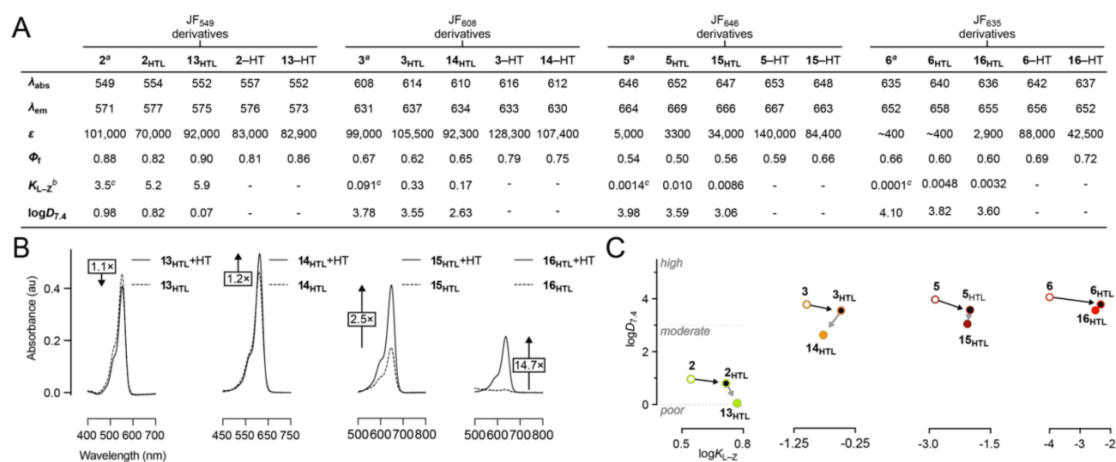 A
JF549 derivatives JF608 derivatives JF646 derivatives JF635 derivatives
2a 2HTL 13HTL 2–HT 13–HT 3a 3HTL 14HTL 3–HT 14–HT 5a 5HTL 15HTL 5–HT 15–HT 6a 6HTL 16HTL 6–HT 16–HT
λabs 549 554 552 557 552 608 614 610 616 612 646 652 647 653 648 635 640 636 642 637
λem 571 577 575 576 573 631 637 634 633 630 664 669 666 667 663 652 658 655 656 652
ε 101,000 70,000 92,000 83,000 82,900 99,000 105,500 92,300 128,300 107,400 5,000 3300 34,000 140,000 84,400 ~400 ~400 2,900 88,000 42,500
Φf 0.88 0.82 0.90 0.81 0.86 0.67 0.62 0.65 0.79 0.75 0.54 0.50 0.56 0.59 0.66 0.66 0.60 0.60 0.69 0.72
KL–Zb 3.5c 5.2 5.9 - - 0.091c 0.33 0.17 - - 0.0014c 0.010 0.0086 - - 0.0001c 0.0048 0.0032 - -
logD7.4 0.98 0.82 0.07 - - 3.78 3.55 2.63 - - 3.98 3.59 3.06 - - 4.10 3.82 3.60 - -
B
Absorbance (au)
0.4
0.2
0.0
1.1×
13HTL+HT
13HTL
1.2×
14HTL+HT
14HTL
2.5×
15HTL+HT
15HTL
14.7×
16HTL+HT
16HTL
400 500 600 700 450 550 650 750 500 600 700 800 500 600 700 800
Wavelength (nm)
C
logD7.4
high
moderate
poor
4
2
0
2 2HTL
13HTL
3 3HTL
14HTL
5 5HTL
15HTL
6 6HTL
16HTL
0.5 0.8 -1.25 -0.25 -3.0 -1.5 -4 -3 -2
logKL–Z